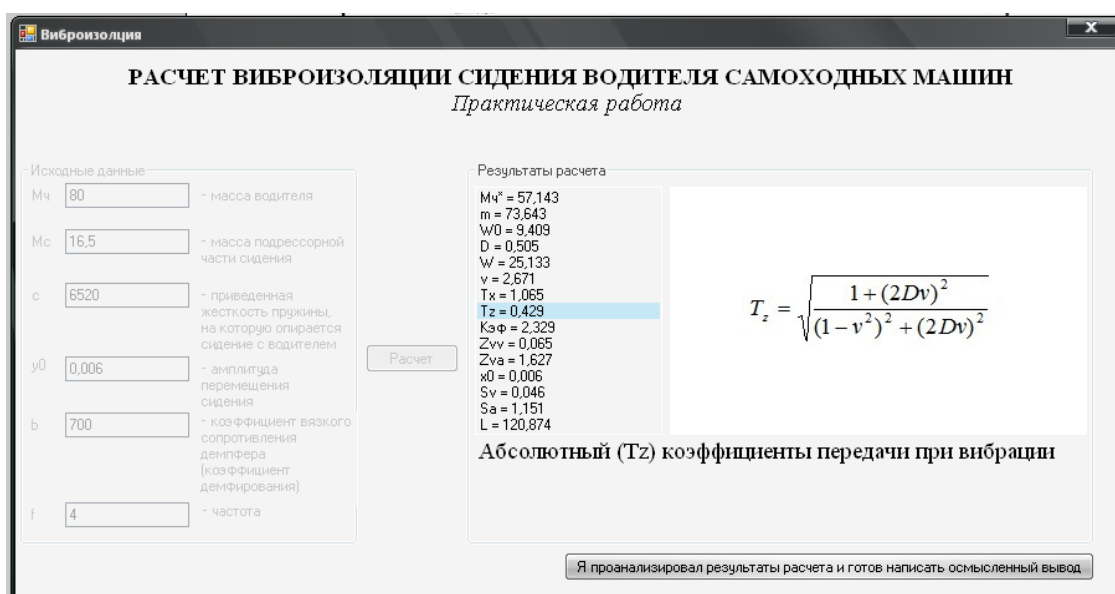 Виброизолция
РАСЧЕТ ВИБРОИЗОЛЯЦИИ СИДЕНИЯ ВОДИТЕЛЯ САМОХОДНЫХ МАШИН
Практическая работа
Исходные данные
Мч 80 - масса водителя
Мс 16,5 - масса подрессорной
части сидения
c 6520 - приведенная
жесткость пружины,
на которую опирается
сидение с водителем
y0 0,006 - амплитуда
перемещения
сидения
b 700 - коэффициент вязкого
сопротивления
демпфера
(коэффициент
демфирования)
f 4 - частота
Расчет
Результаты расчета
Мч* = 57,143
m = 73,643
W0 = 9,409
D = 0,505
W = 25,133
v = 2,671
Tx = 1,065
Tz = 0,429
Kэф = 2,329
Zvv = 0,065
Zva = 1,627
x0 = 0,006
Sv = 0,046
Sa = 1,151
L = 120,874
T_z = √((1 + (2Dv)²) / ((1 − v²)² + (2Dv)²))
Абсолютный (Tz) коэффициенты передачи при вибрации
Я проанализировал результаты расчета и готов написать осмысленный вывод